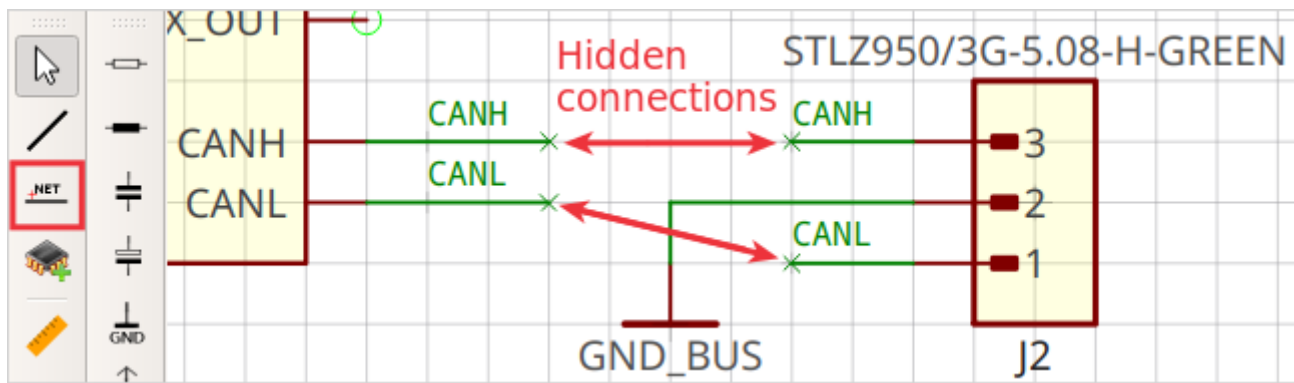 X_OUT
Hidden
connections
STLZ950/3G-5.08-H-GREEN
CANH
CANH
CANH
3
.NET
CANL
CANL
2
CANL
1
GND
GND_BUS
J2